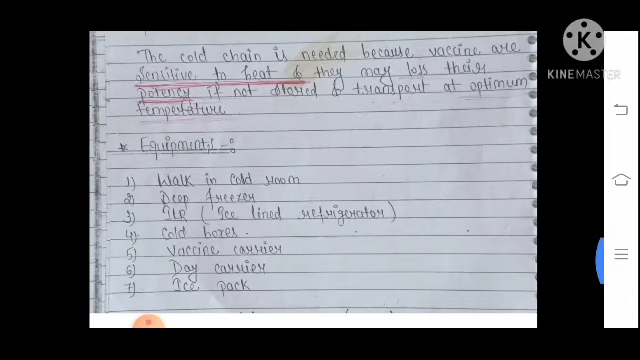 The cold chain is needed because vaccine are
sensitive to heat & they may loss their
potency if not stored & transport at optimum
temperature
* Equipments -:
1) Walk in cold room
2) Deep freezer
3) ILR ( Ice lined refrigerator)
4) Cold boxes.
5) Vaccine carrier
6) Day carrier
7) Ice pack
KINEMASTER